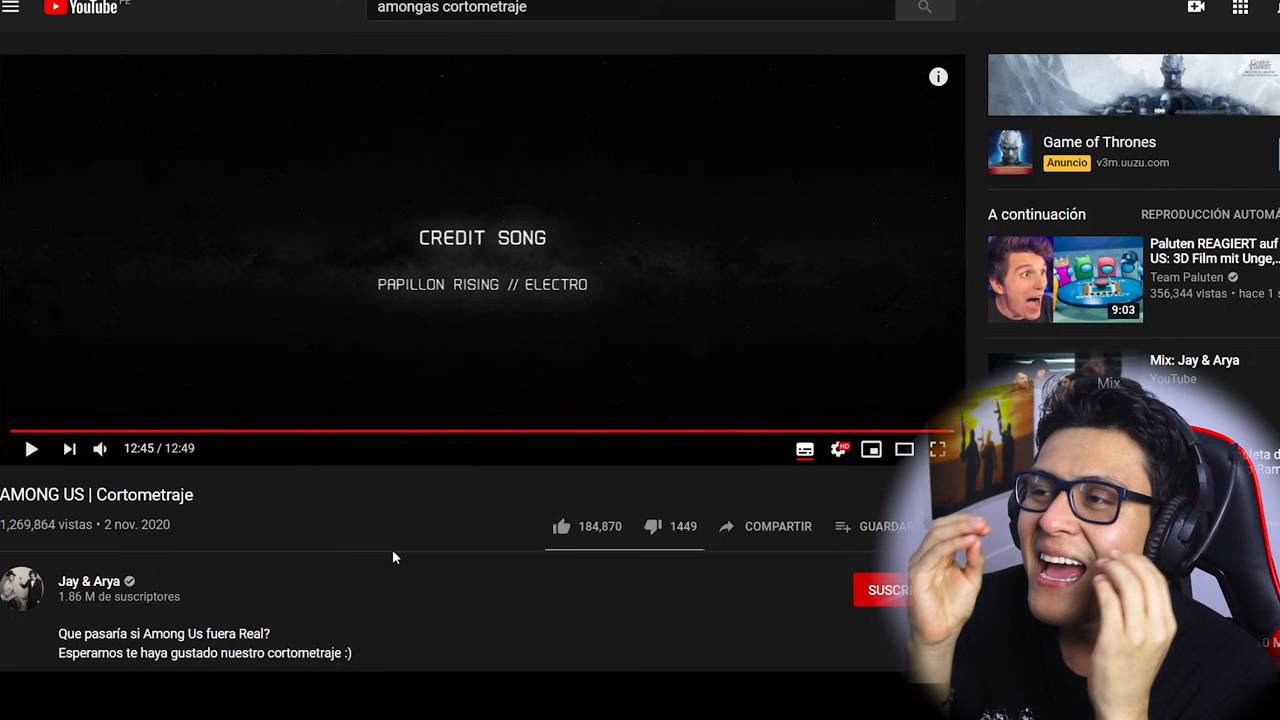 YouTube PE
amongas cortometraje
CREDIT SONG
PAPILLON RISING // ELECTRO
12:45 / 12:49
HD
AMONG US | Cortometraje
1,269,864 vistas • 2 nov. 2020
184,870
1449
COMPARTIR
GUARDAR
Jay & Arya
1.86 M de suscriptores
SUSCRI
Que pasaría si Among Us fuera Real?
Esperamos te haya gustado nuestro cortometraje :)
Game of Thrones
Anuncio v3m.uuzu.com
A continuación
REPRODUCCIÓN AUTOMÁ
Paluten REAGIERT auf
US: 3D Film mit Unge,...
Team Paluten
356,344 vistas • hace 1 s
9:03
Mix: Jay & Arya
YouTube
Mix